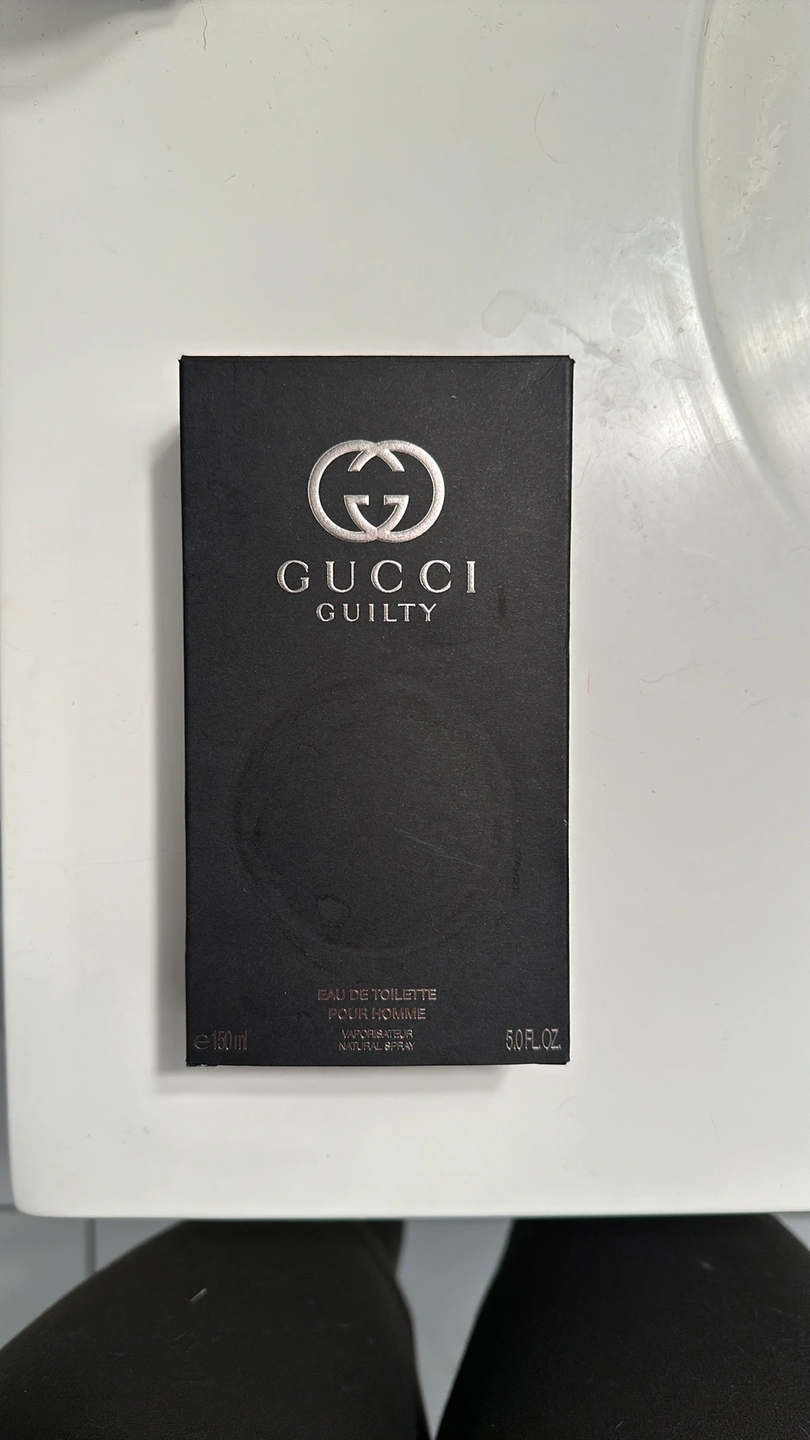 GUCCI
GUILTY
EAU DE TOILETTE
POUR HOMME
VAPORISATEUR
NATURAL SPRAY
℮150 ml
5.0 FL.OZ.